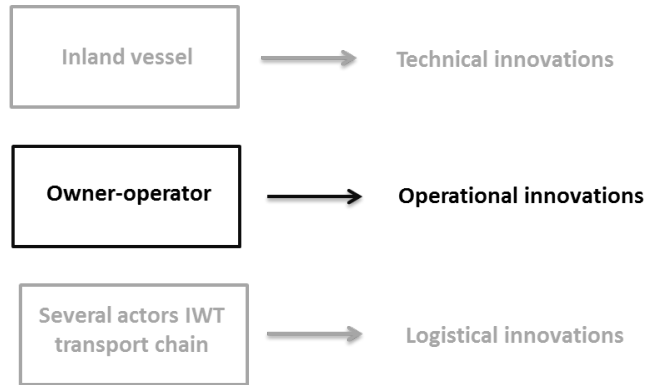 Inland vessel
Technical innovations
Owner-operator
Operational innovations
Several actors IWT
transport chain
Logistical innovations